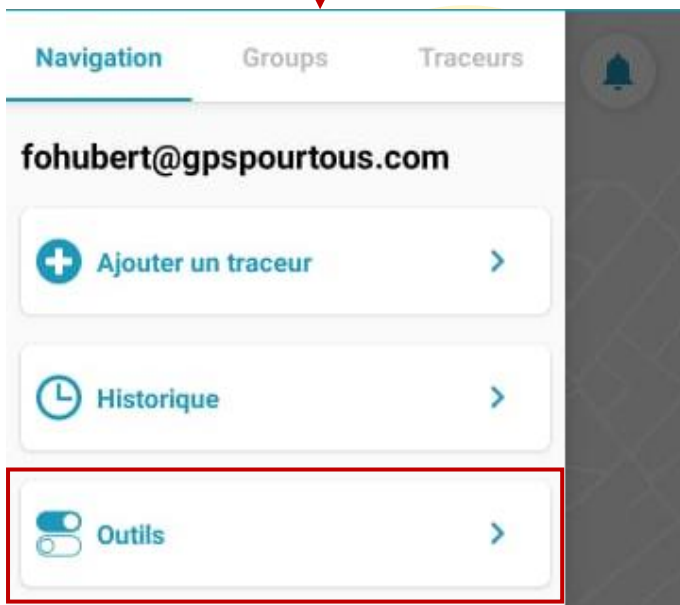 Navigation Groups Traceurs
fohubert@gpspourtous.com
Ajouter un traceur
Historique
Outils